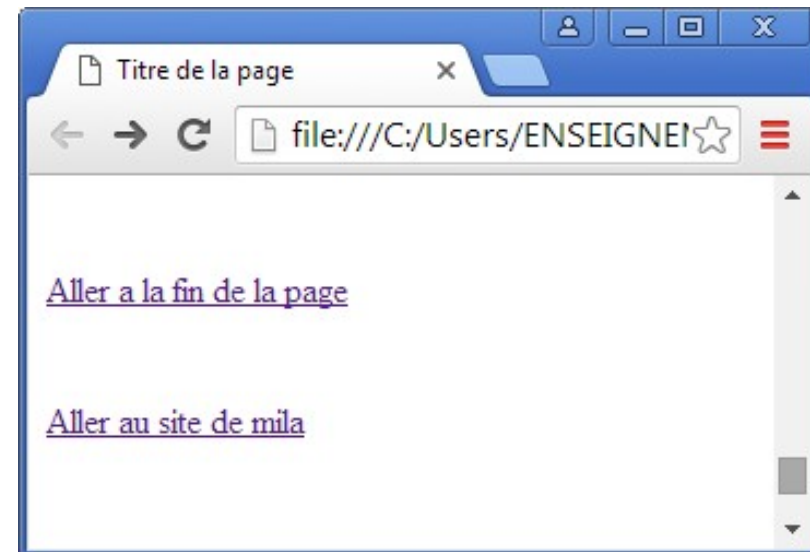 Titre de la page
file:///C:/Users/ENSEIGNE
Aller a la fin de la page
Aller au site de mila